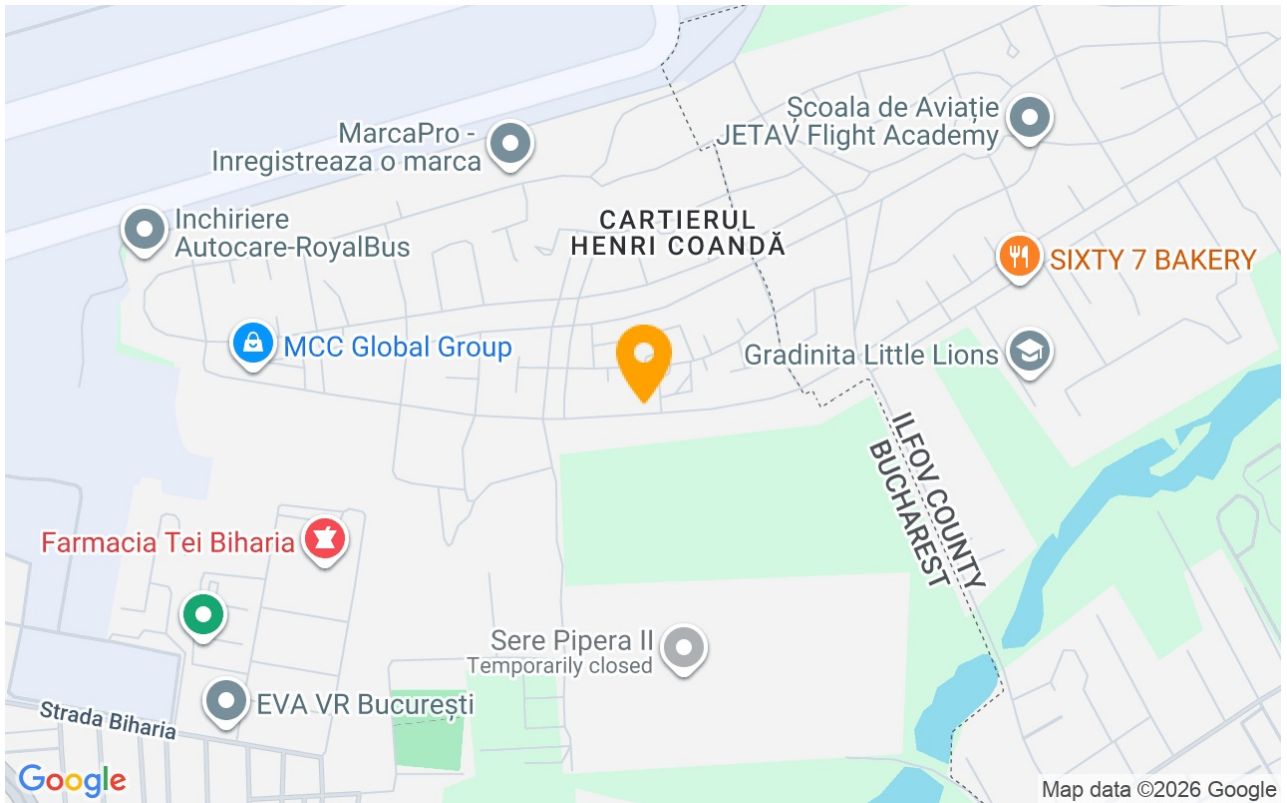 Școala de Aviație
JETAV Flight Academy
MarcaPro -
Inregistreaza o marca
Inchiriere
Autocare-RoyalBus
CARTIERUL
HENRI COANDĂ
SIXTY 7 BAKERY
MCC Global Group
Gradinita Little Lions
ILFOV COUNTY
BUCHAREST
Farmacia Tei Biharia
Sere Pipera II
Temporarily closed
EVA VR București
Strada Biharia
Google
Map data ©2026 Google